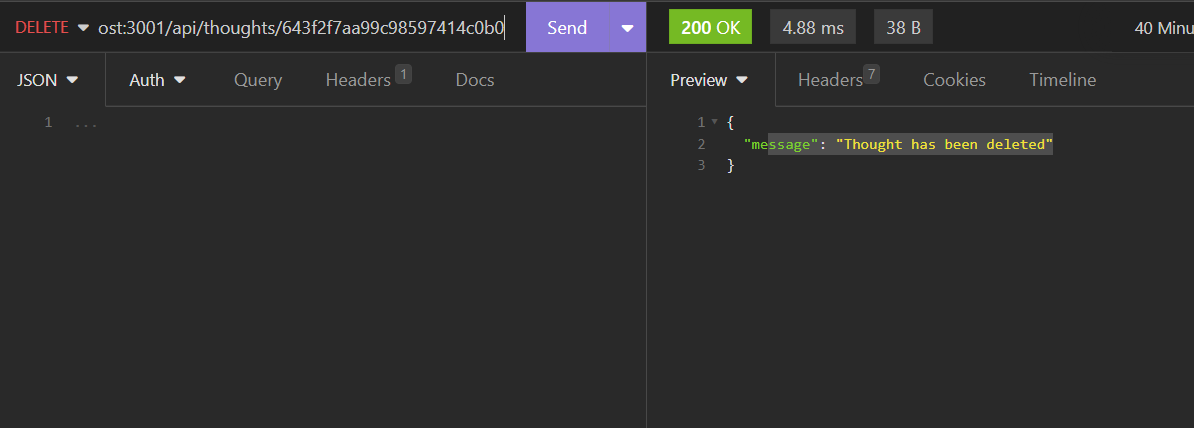 DELETE ost:3001/api/thoughts/643f2f7aa99c98597414c0b0 Send 200 OK 4.88 ms 38 B 40 Minu
JSON Auth Query Headers 1 Docs Preview Headers 7 Cookies Timeline
1 ...
1 {
2 "message": "Thought has been deleted"
3 }